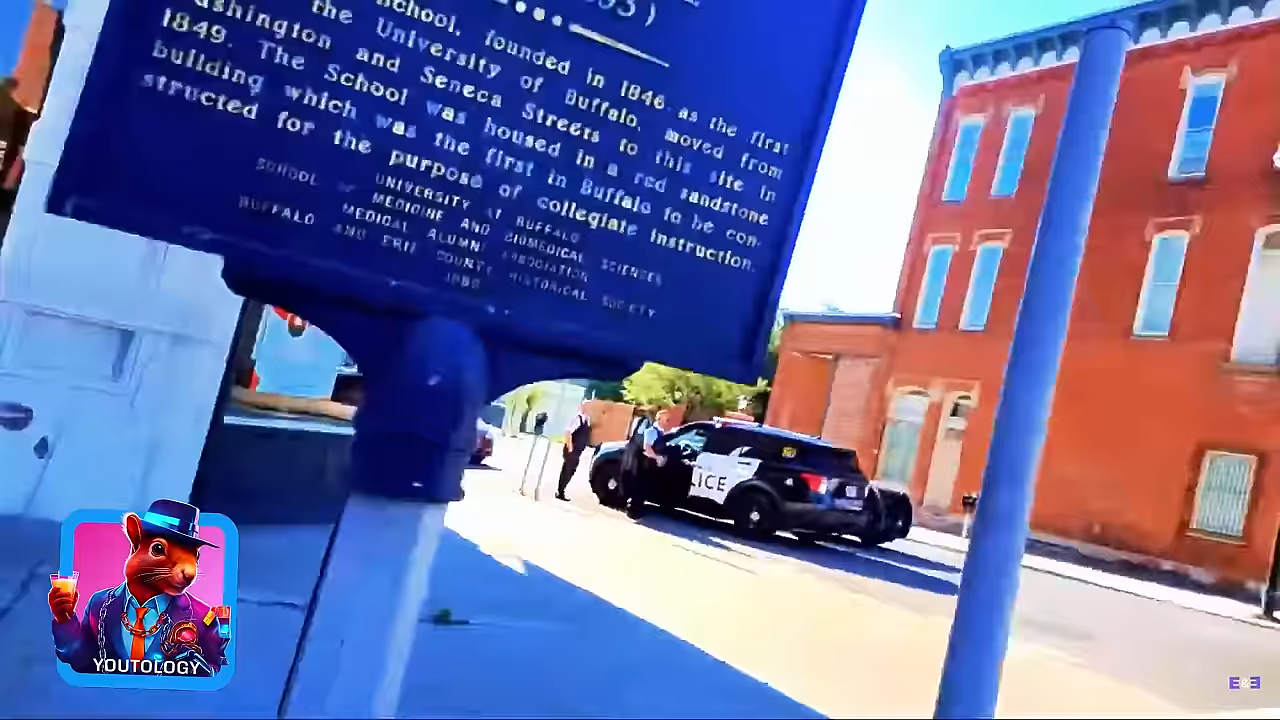 School, founded in 1846 as the first
the University of Buffalo, moved from
ashington and Seneca Streets to this site in
1849. The School was housed in a red sandstone
building which was the first in Buffalo to be con-
structed for the purpose of collegiate instruction.
UNIVERSITY AT BUFFALO
SCHOOL OF MEDICINE AND BIOMEDICAL SCIENCES
MEDICAL ALUMNI ASSOCIATION
BUFFALO AND ERIE COUNTY HISTORICAL SOCIETY
LICE
YOUTOLOGY
E&E